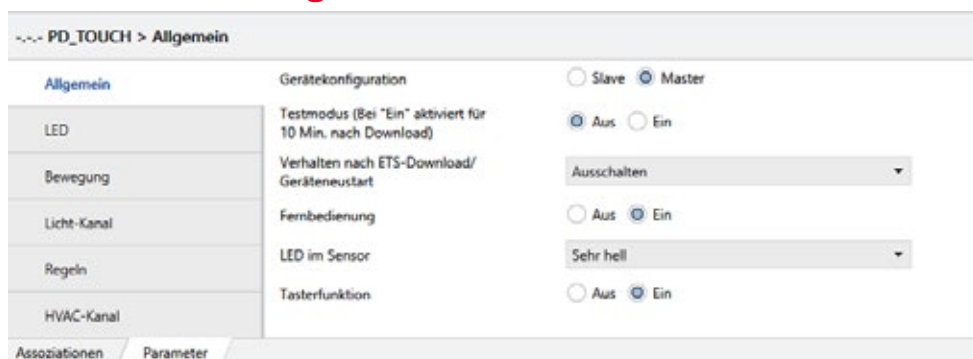 -.-.- PD_TOUCH > Allgemein
Allgemein
Gerätekonfiguration
Slave
Master
LED
Testmodus (Bei "Ein" aktiviert für
10 Min. nach Download)
Aus
Ein
Bewegung
Verhalten nach ETS-Download/
Geräteneustart
Ausschalten
Licht-Kanal
Fernbedienung
Aus
Ein
Regeln
LED im Sensor
Sehr hell
HVAC-Kanal
Tasterfunktion
Aus
Ein
Assoziationen
Parameter